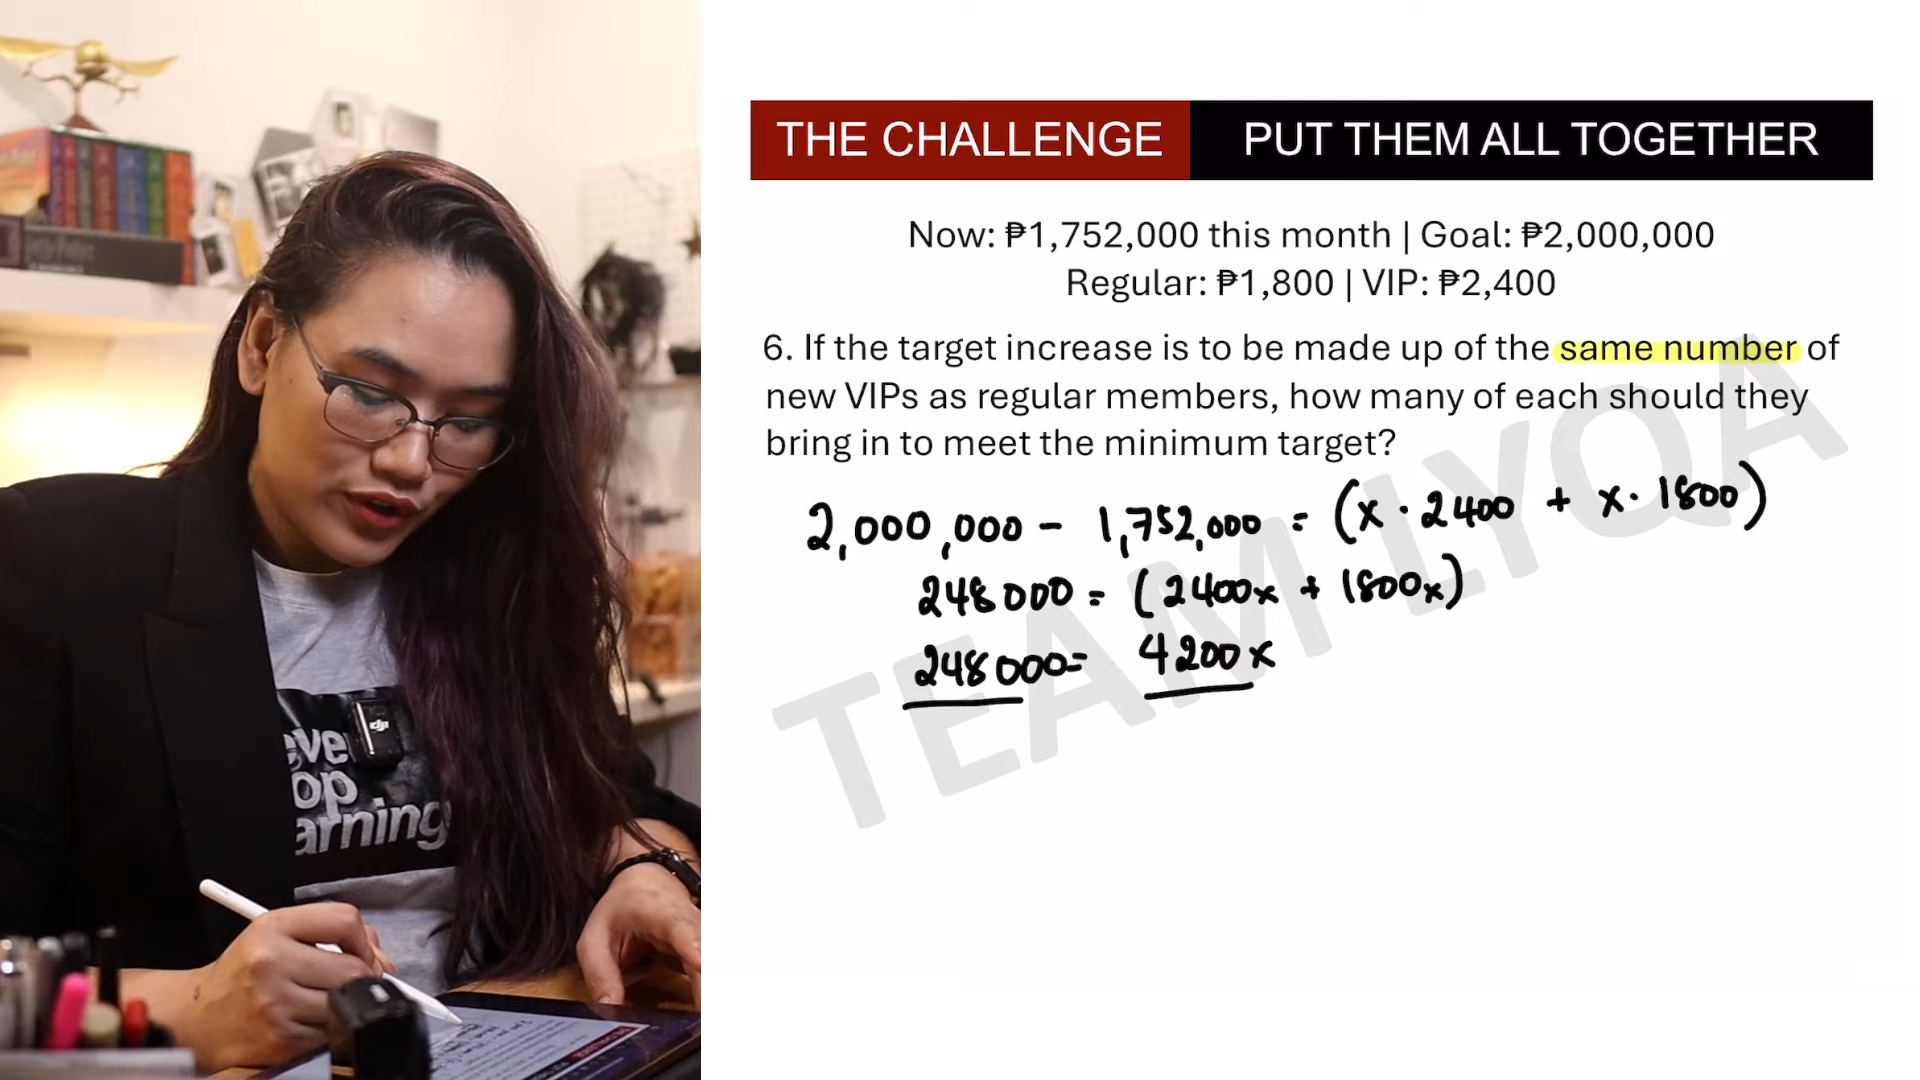 THE CHALLENGE PUT THEM ALL TOGETHER
Now: ₱1,752,000 this month | Goal: ₱2,000,000
Regular: ₱1,800 | VIP: ₱2,400
6. If the target increase is to be made up of the same number of
new VIPs as regular members, how many of each should they
bring in to meet the minimum target?
2,000,000 - 1,752,000 = (x · 2400 + x · 1800)
248000 = (2400x + 1800x)
248000 = 4200x
TEAM LYQA
dji
arning